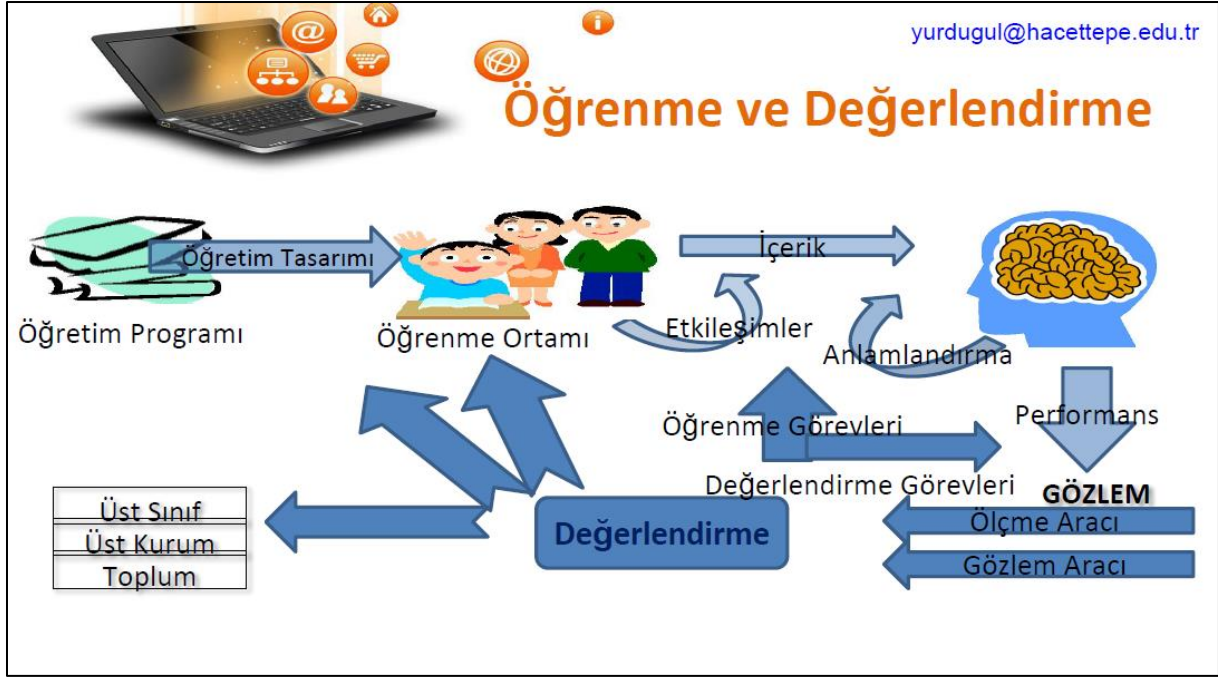 yurdugul@hacettepe.edu.tr
Öğrenme ve Değerlendirme
Öğretim Tasarımı
İçerik
Öğretim Programı
Öğrenme Ortamı
Etkileşimler
Anlamlandırma
Öğrenme Görevleri
Performans
Değerlendirme Görevleri
GÖZLEM
Üst Sınıf
Üst Kurum
Toplum
Değerlendirme
Ölçme Aracı
Gözlem Aracı